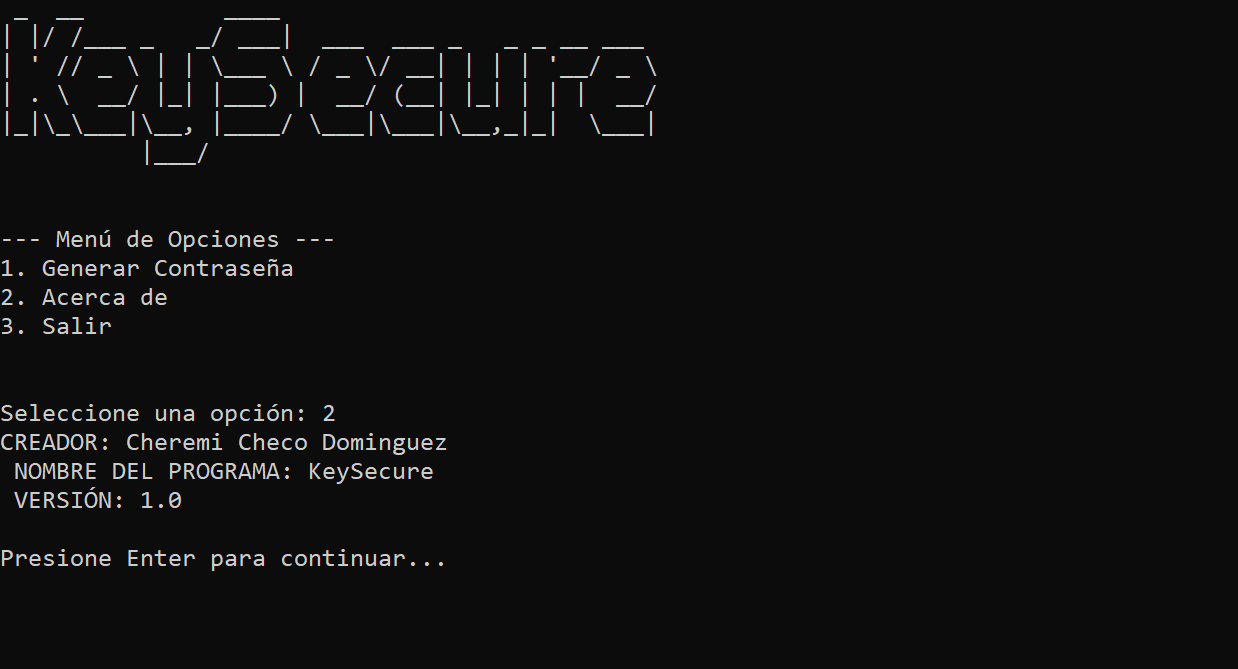 KeySecure
--- Menú de Opciones ---
1. Generar Contraseña
2. Acerca de
3. Salir
Seleccione una opción: 2
CREADOR: Cheremi Checo Dominguez
NOMBRE DEL PROGRAMA: KeySecure
VERSIÓN: 1.0
Presione Enter para continuar...